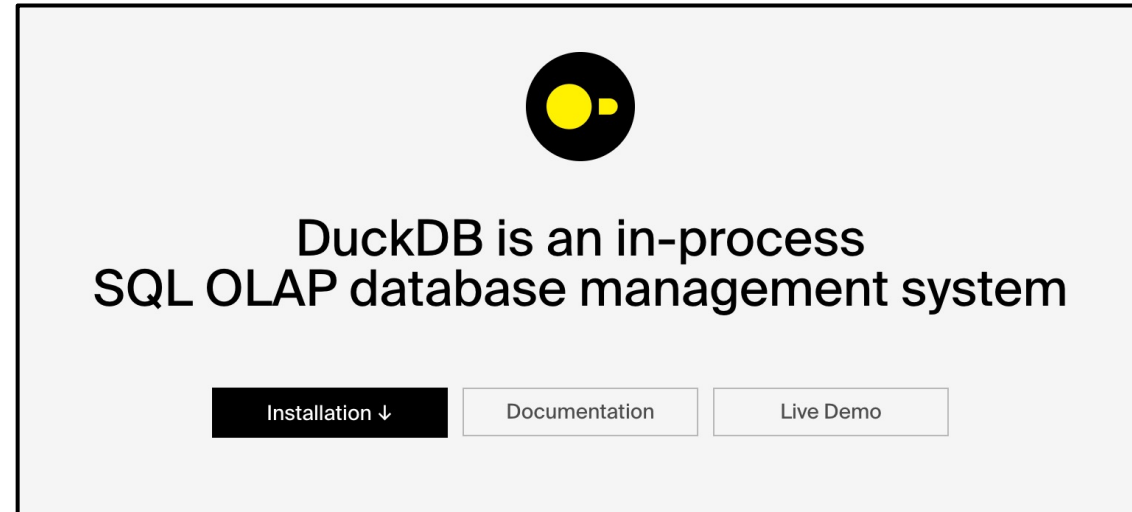 DuckDB is an in-process
SQL OLAP database management system
Installation ↓
Documentation
Live Demo